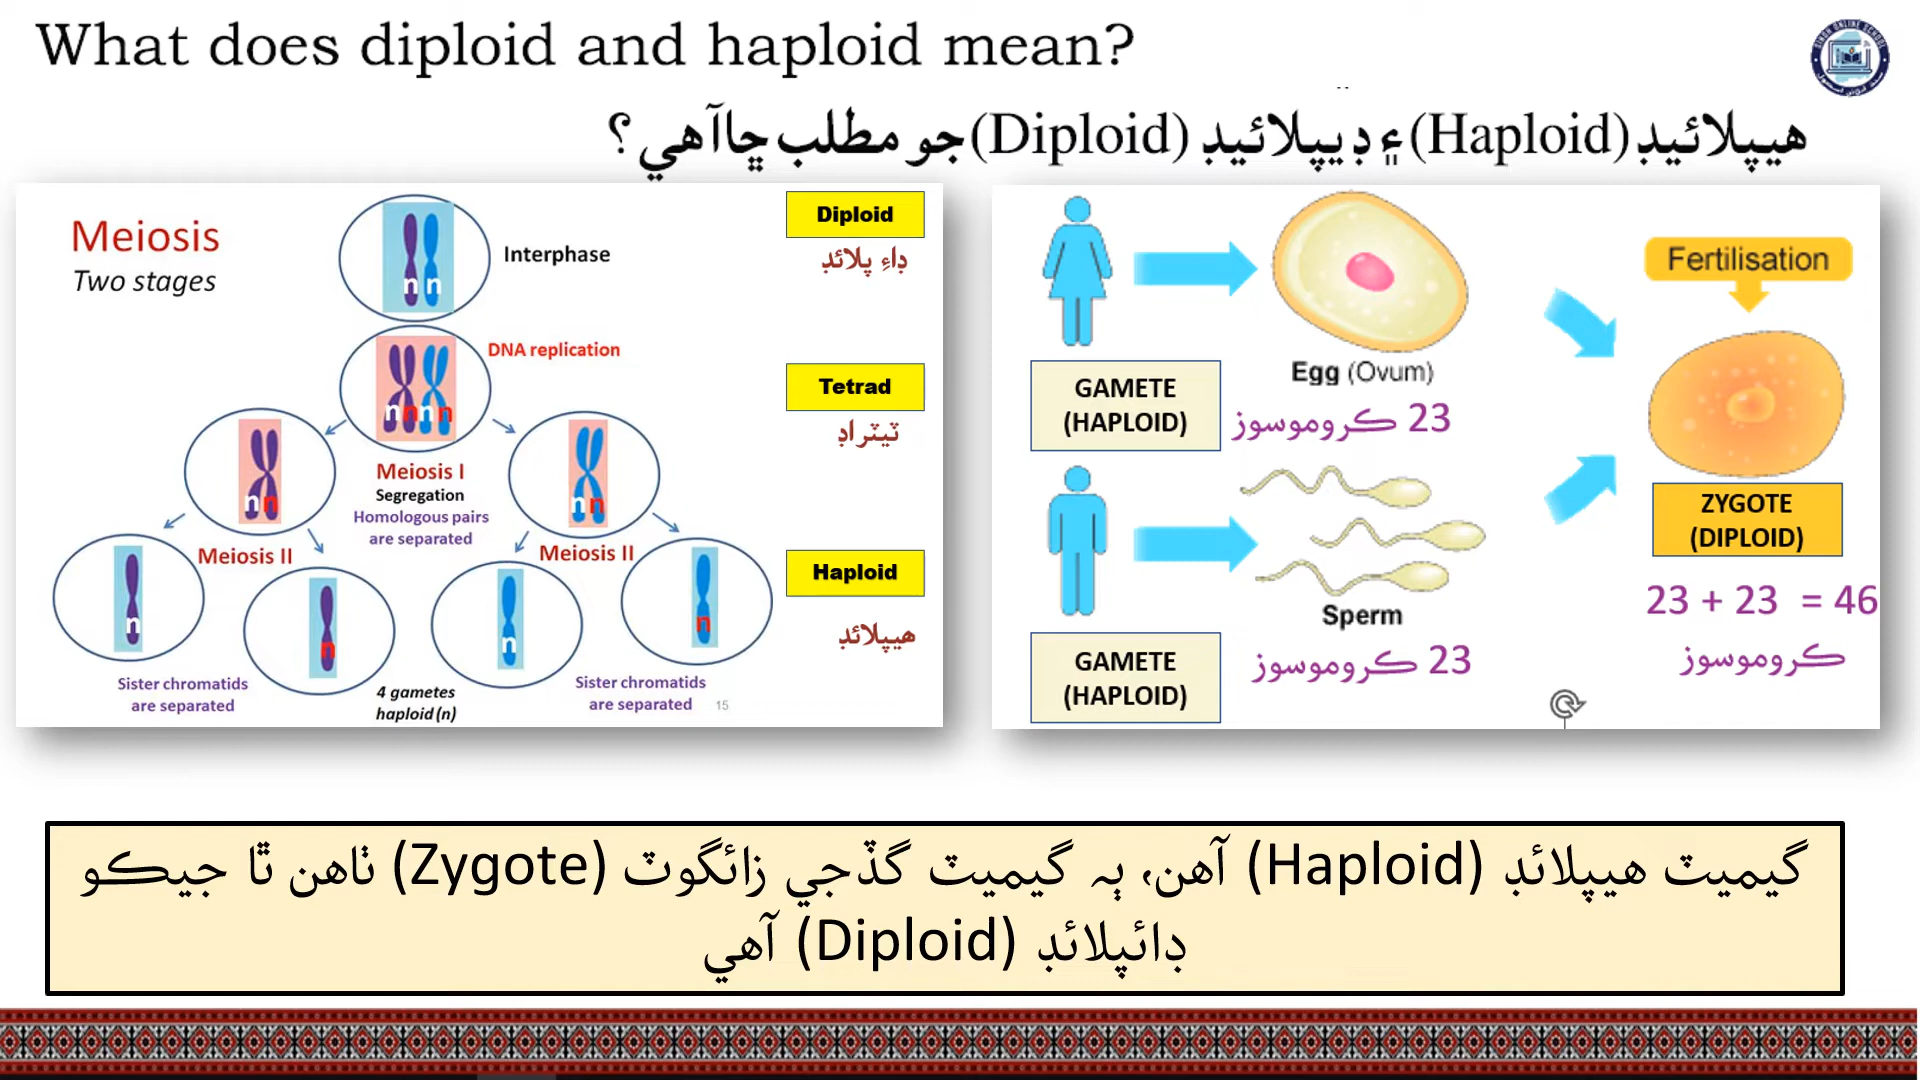 What does diploid and haploid mean?
هيپلائيڊ (Haploid) ۽ ڊيپلائيڊ (Diploid) جو مطلب ڇا آهي ؟
Meiosis
Two stages
Interphase
DNA replication
n n
n n n n
Meiosis I
Segregation
Homologous pairs
are separated
n n
n n
Meiosis II
Meiosis II
n
n
n
n
Sister chromatids
are separated
4 gametes
haploid (n)
Sister chromatids
are separated
15
Diploid
ڊاءِ پلائڊ
Tetrad
ٽيٽراڊ
Haploid
هيپلائڊ
GAMETE
(HAPLOID)
Egg (Ovum)
23 ڪروموسوز
GAMETE
(HAPLOID)
Sperm
23 ڪروموسوز
Fertilisation
ZYGOTE
(DIPLOID)
23 + 23 = 46
ڪروموسوز
گيميٽ هيپلائڊ (Haploid) آهن، ٻہ گيميٽ گڏجي زائگوٽ (Zygote) ٺاهن ٿا جيڪو
ڊائپلائڊ (Diploid) آهي